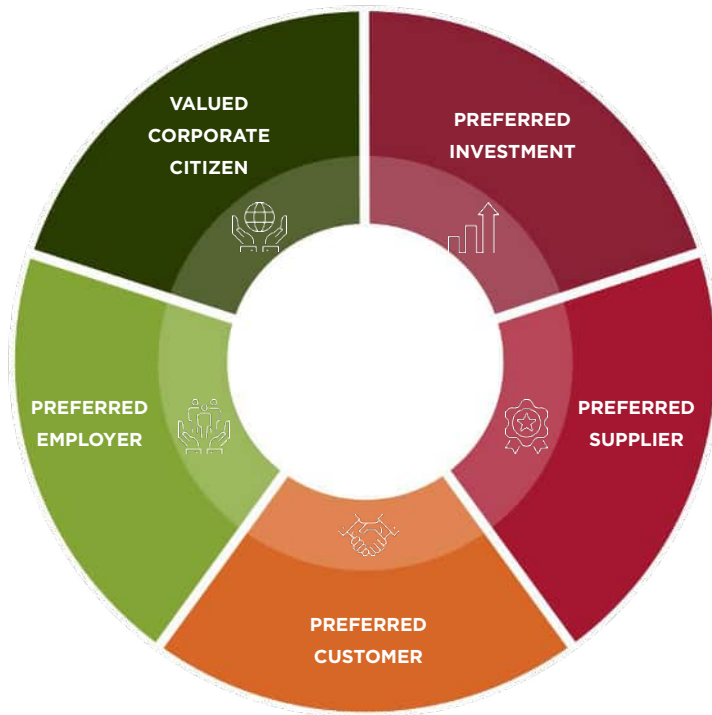 VALUED
CORPORATE
CITIZEN
PREFERRED
INVESTMENT
PREFERRED
EMPLOYER
PREFERRED
SUPPLIER
PREFERRED
CUSTOMER